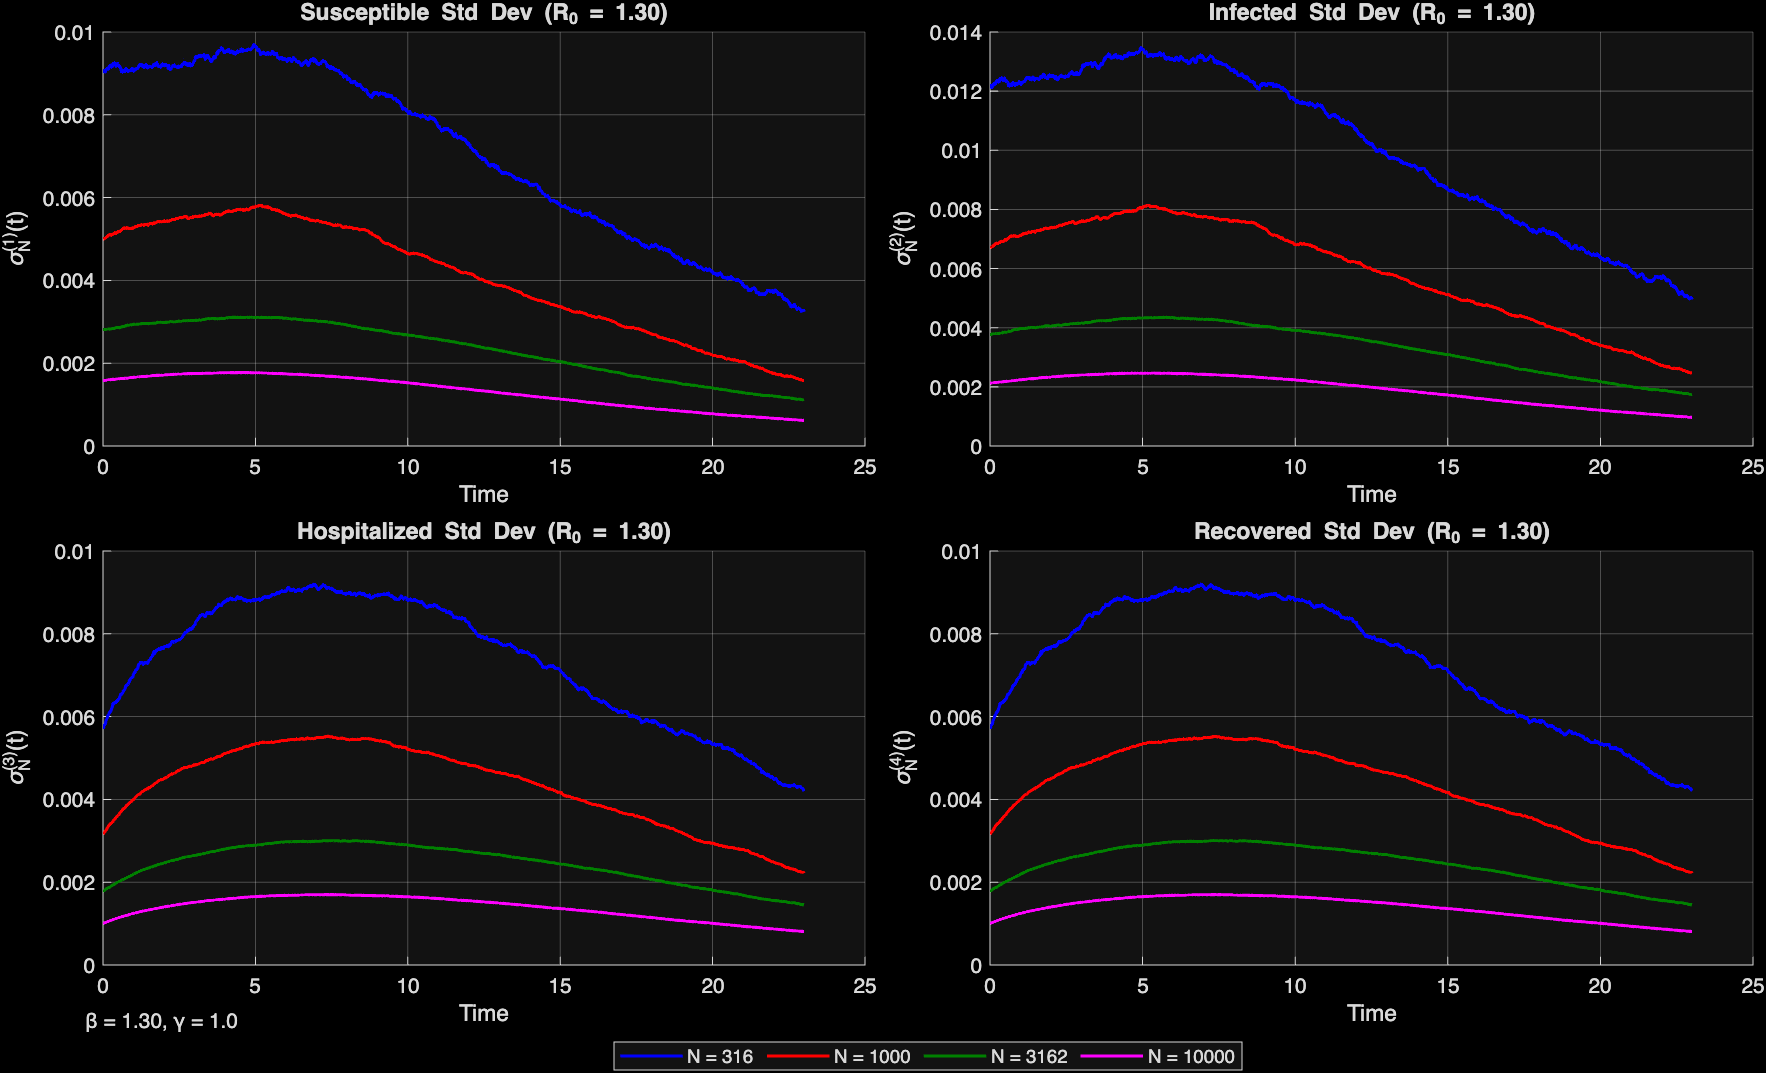 Susceptible Std Dev (R₀ = 1.30)
0.01
0.008
0.006
0.004
0.002
0
σ_N^(1)(t)
0 5 10 15 20 25
Time
Infected Std Dev (R₀ = 1.30)
0.014
0.012
0.01
0.008
0.006
0.004
0.002
0
σ_N^(2)(t)
0 5 10 15 20 25
Time
Hospitalized Std Dev (R₀ = 1.30)
0.01
0.008
0.006
0.004
0.002
0
σ_N^(3)(t)
0 5 10 15 20 25
Time
Recovered Std Dev (R₀ = 1.30)
0.01
0.008
0.006
0.004
0.002
0
σ_N^(4)(t)
0 5 10 15 20 25
Time
β = 1.30, γ = 1.0
N = 316 N = 1000 N = 3162 N = 10000